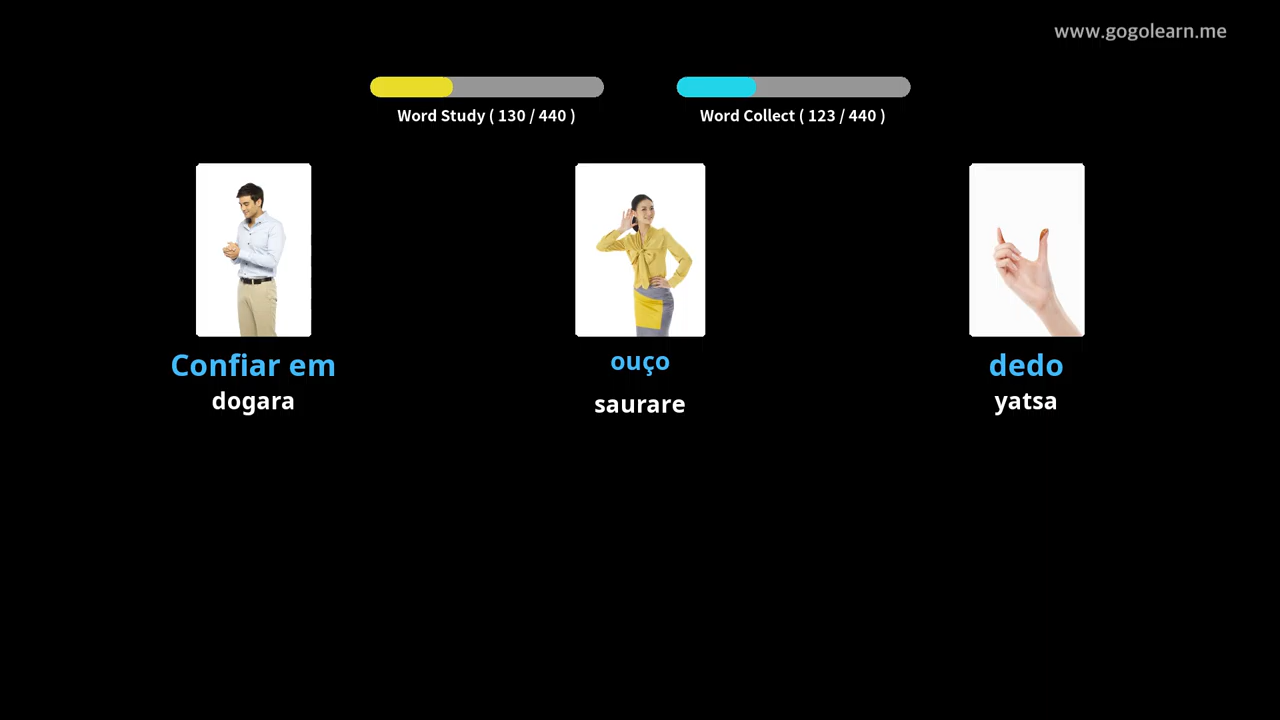 www.gogolearn.me
Word Study ( 130 / 440 )
Word Collect ( 123 / 440 )
Confiar em
dogara
ouço
saurare
dedo
yatsa